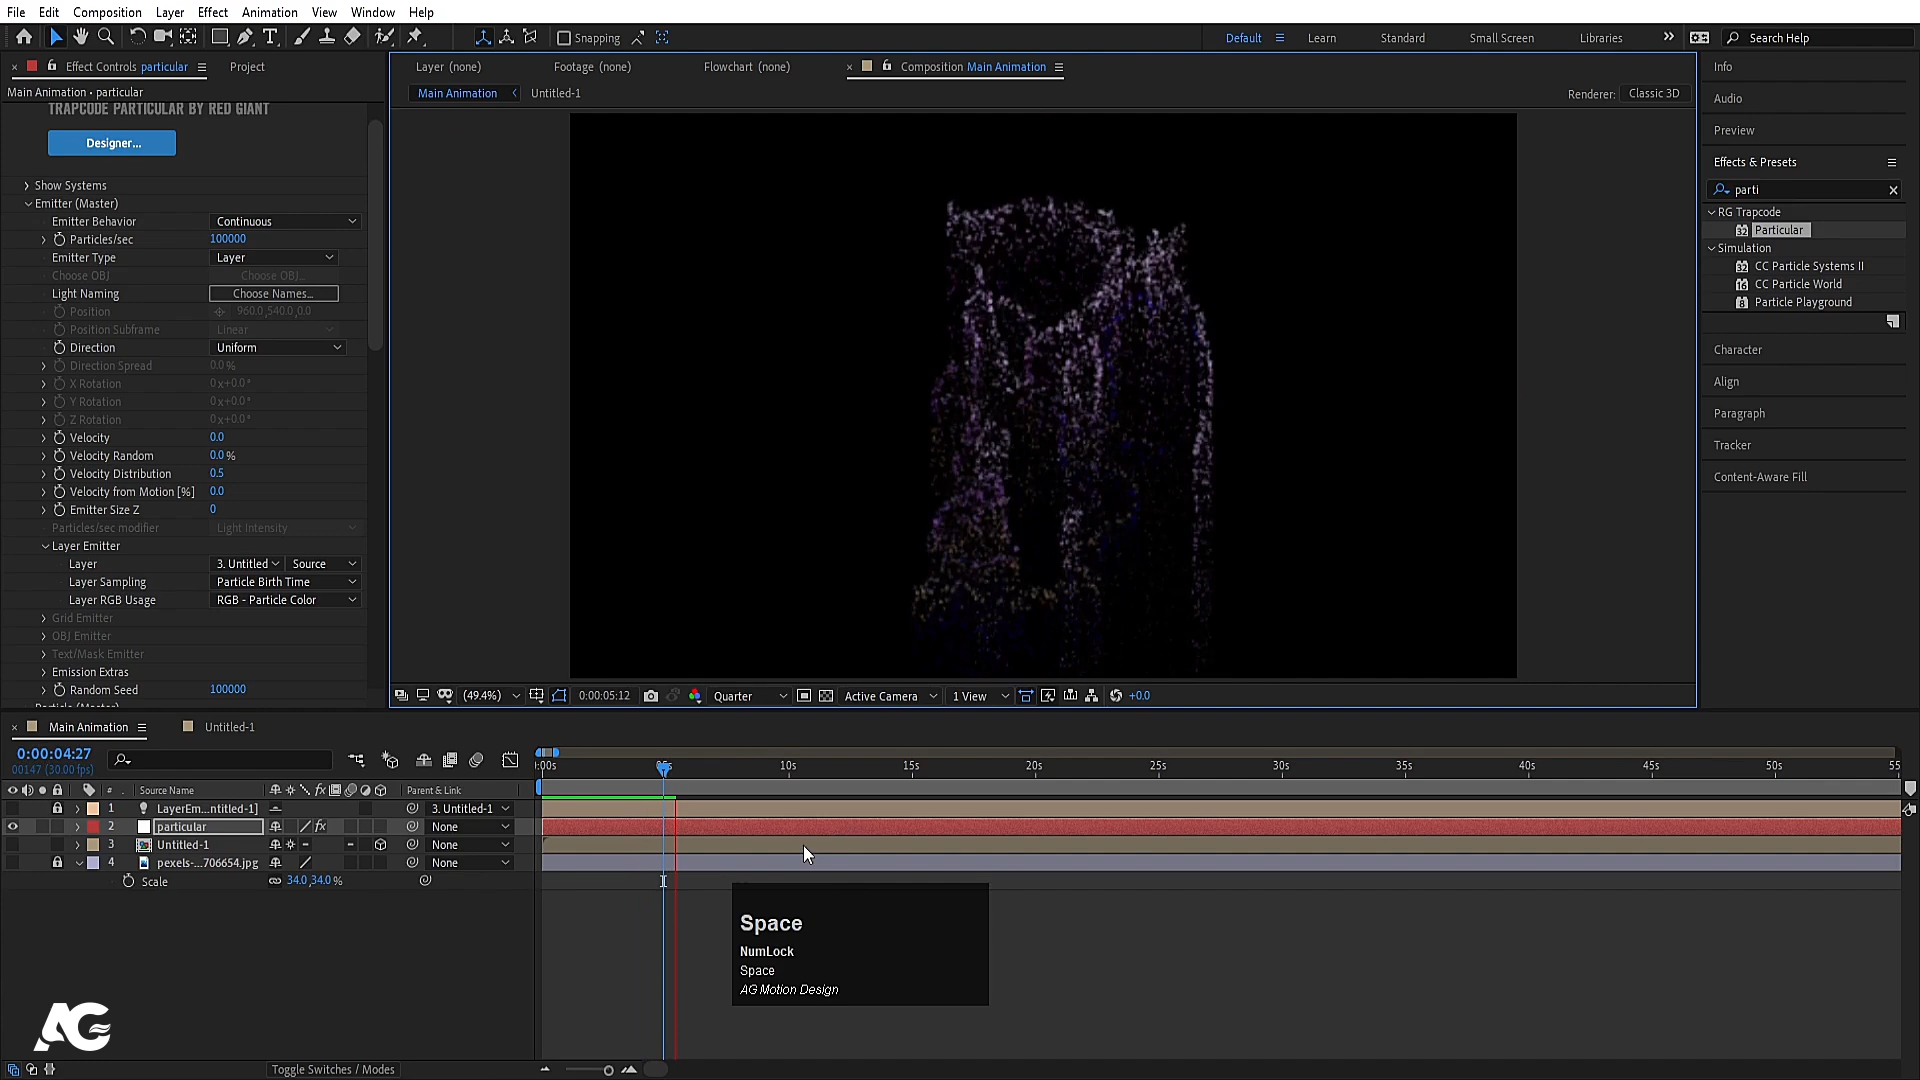 File Edit Composition Layer Effect Animation View Window Help
Snapping Default Learn Standard Small Screen Libraries Search Help
Effect Controls particular Project
Layer (none) Footage (none) Flowchart (none) Composition Main Animation
Info
Main Animation • particular
Main Animation Untitled-1 Renderer: Classic 3D
Audio
TRAPCODE PARTICULAR BY RED GIANT
Designer...
Preview
Effects & Presets
parti
RG Trapcode
Particular
Simulation
CC Particle Systems II
CC Particle World
Particle Playground
Character
Align
Paragraph
Tracker
Content-Aware Fill
Show Systems
Emitter (Master)
Emitter Behavior Continuous
Particles/sec 100000
Emitter Type Layer
Choose OBJ Choose OBJ...
Light Naming Choose Names...
Position 960.0,540.0,0.0
Position Subframe Linear
Direction Uniform
Direction Spread 0.0%
X Rotation 0x+0.0°
Y Rotation 0x+0.0°
Z Rotation 0x+0.0°
Velocity 0.0
Velocity Random 0.0%
Velocity Distribution 0.5
Velocity from Motion [%] 0.0
Emitter Size Z 0
Particles/sec modifier Light Intensity
Layer Emitter
Layer 3. Untitled Source
Layer Sampling Particle Birth Time
Layer RGB Usage RGB - Particle Color
Grid Emitter
OBJ Emitter
Text/Mask Emitter
Emission Extras
Random Seed 100000
(49.4%) 0:00:05:12 Quarter Active Camera 1 View +0.0
Main Animation Untitled-1
0:00:04:27
00147 (30.00 fps)
:00s 05s 10s 15s 20s 25s 30s 35s 40s 45s 50s 55
# Source Name fx Parent & Link
1 LayerEm...ntitled-1] 3. Untitled-1
2 particular fx None
3 Untitled-1 None
4 pexels-...706654.jpg None
Scale 34.0,34.0%
Space
NumLock
Space
AG Motion Design
AG
Toggle Switches / Modes